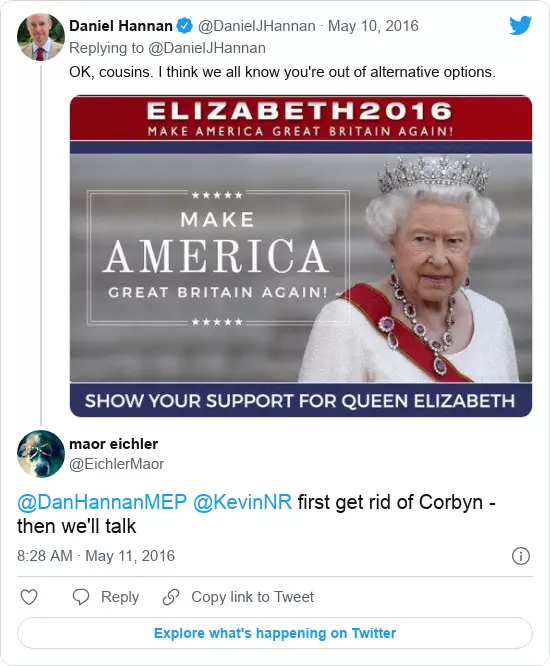 Daniel Hannan @DanielJHannan · May 10, 2016
Replying to @DanielJHannan
OK, cousins. I think we all know you're out of alternative options.
ELIZABETH2016
MAKE AMERICA GREAT BRITAIN AGAIN!
MAKE
AMERICA
GREAT BRITAIN AGAIN!
SHOW YOUR SUPPORT FOR QUEEN ELIZABETH
maor eichler
@EichlerMaor
@DanHannanMEP @KevinNR first get rid of Corbyn -
then we'll talk
8:28 AM · May 11, 2016
Reply Copy link to Tweet
Explore what's happening on Twitter